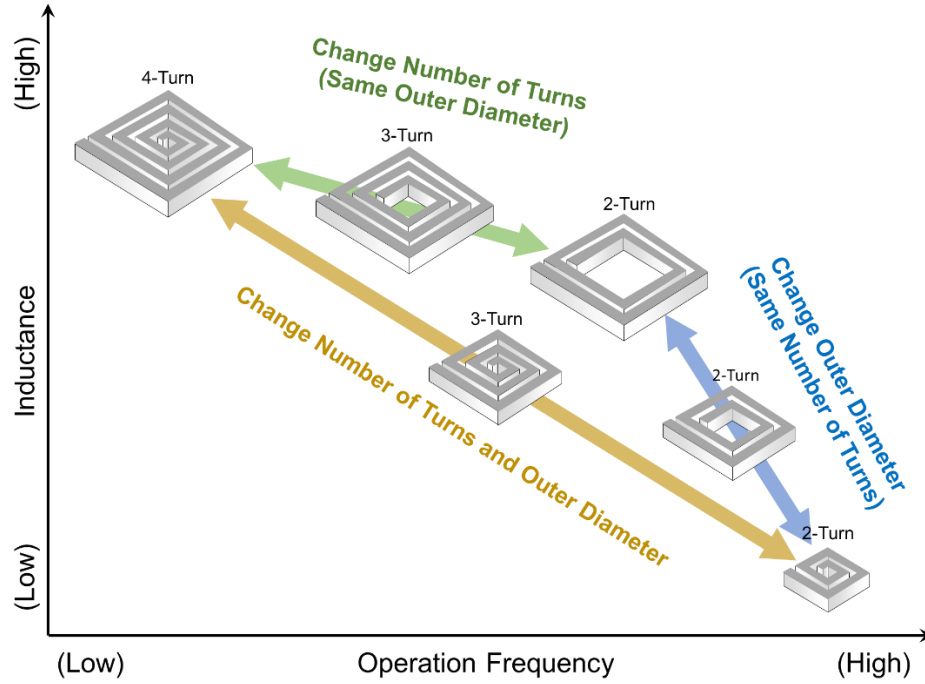 (High)
Inductance
(Low)
Change Number of Turns
(Same Outer Diameter)
4-Turn
3-Turn
2-Turn
3-Turn
2-Turn
2-Turn
Change Outer Diameter
(Same Number of Turns)
Change Number of Turns and Outer Diameter
(Low)
Operation Frequency
(High)